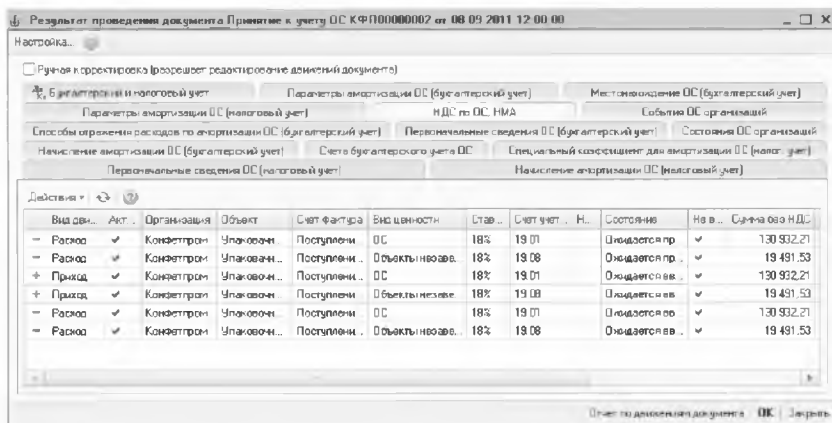 Результат проведения документа Принятие к учету ОС КФП00000002 от 08.09.2011 12:00:00
Настройка...
Ручная корректировка (разрешает редактирование движений документа)
Бухгалтерский и налоговый учет Параметры амортизации ОС (бухгалтерский учет) Местонахождение ОС (бухгалтерский учет)
Параметры амортизации ОС (налоговый учет) НДС по ОС, НМА События ОС организаций
Способы отражения расходов по амортизации ОС (бухгалтерский учет) Первоначальные сведения ОС (бухгалтерский учет) Состояния ОС организаций
Начисление амортизации ОС (бухгалтерский учет) Счета бухгалтерского учета ОС Специальный коэффициент для амортизации ОС (налог. учет)
Первоначальные сведения ОС (налоговый учет) Начисление амортизации ОС (налоговый учет)
Действия
Вид дви... Акт... Организация Объект Счет фактура Вид ценности Став... Счет учет... Н... Состояние Не в... Сумма без НДС
− Расход ✓ Конфетпром Упаковочн... Поступлени... ОС 18% 19.01 Ожидается пр... ✓ 130 932,21
− Расход ✓ Конфетпром Упаковочн... Поступлени... Объекты незаве... 18% 19.08 Ожидается пр... ✓ 19 491,53
+ Приход ✓ Конфетпром Упаковочн... Поступлени... ОС 18% 19.01 Ожидается вв... ✓ 130 932,21
+ Приход ✓ Конфетпром Упаковочн... Поступлени... Объекты незаве... 18% 19.08 Ожидается вв... ✓ 19 491,53
− Расход ✓ Конфетпром Упаковочн... Поступлени... ОС 18% 19.01 Ожидается вв... ✓ 130 932,21
− Расход ✓ Конфетпром Упаковочн... Поступлени... Объекты незаве... 18% 19.08 Ожидается вв... ✓ 19 491,53
Отчет по движениям документа ОК Закрыть